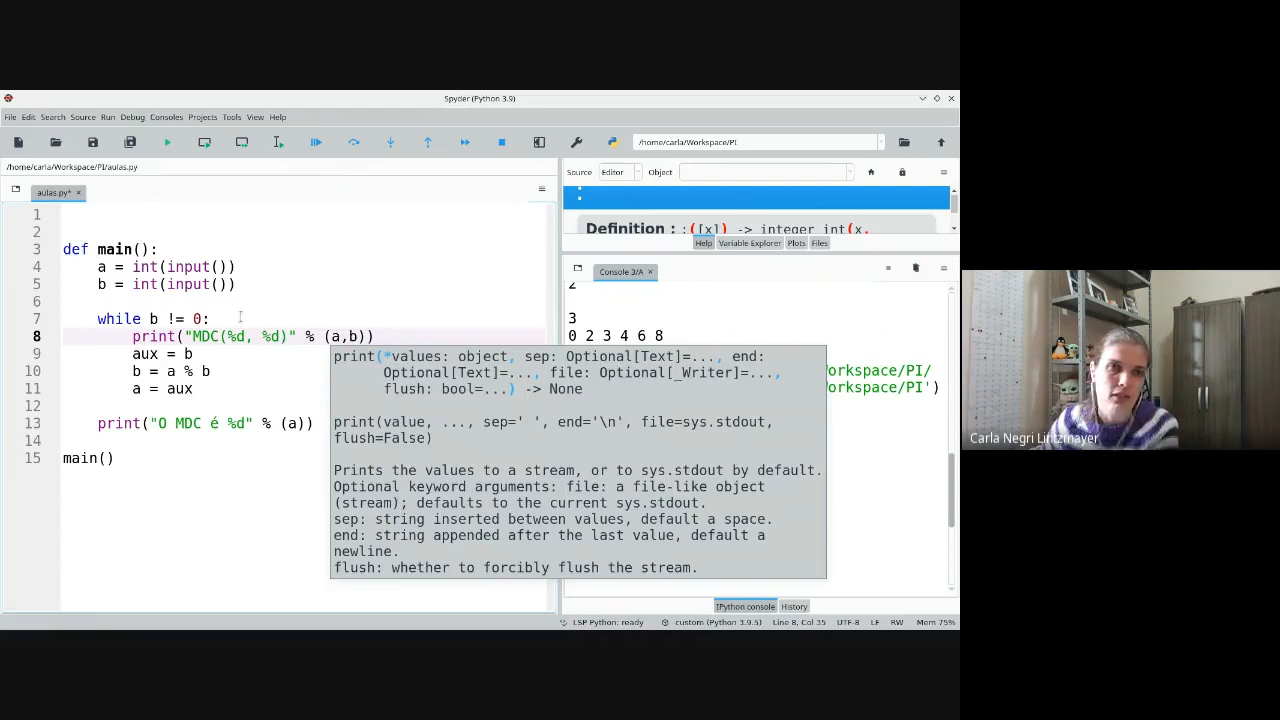 Spyder (Python 3.9)
File Edit Search Source Run Debug Consoles Projects Tools View Help
/home/carla/Workspace/PI
/home/carla/Workspace/PI/aulas.py
aulas.py*
1
2
3 def main():
4 a = int(input())
5 b = int(input())
6
7 while b != 0:
8 print("MDC(%d, %d)" % (a,b))
9 aux = b
10 b = a % b
11 a = aux
12
13 print("O MDC é %d" % (a))
14
15 main()
print(*values: object, sep: Optional[Text]=..., end:
Optional[Text]=..., file: Optional[_Writer]=...,
flush: bool=...) -> None
print(value, ..., sep=' ', end='\n', file=sys.stdout,
flush=False)
Prints the values to a stream, or to sys.stdout by default.
Optional keyword arguments: file: a file-like object
(stream); defaults to the current sys.stdout.
sep: string inserted between values, default a space.
end: string appended after the last value, default a
newline.
flush: whether to forcibly flush the stream.
Source Editor Object
:
Definition : :([x]) -> integer int(x,
Help Variable Explorer Plots Files
Console 3/A
2
3
0 2 3 4 6 8
Workspace/PI/
Workspace/PI')
IPython console History
LSP Python: ready custom (Python 3.9.5) Line 8, Col 35 UTF-8 LF RW Mem 75%
Carla Negri Lintzmayer